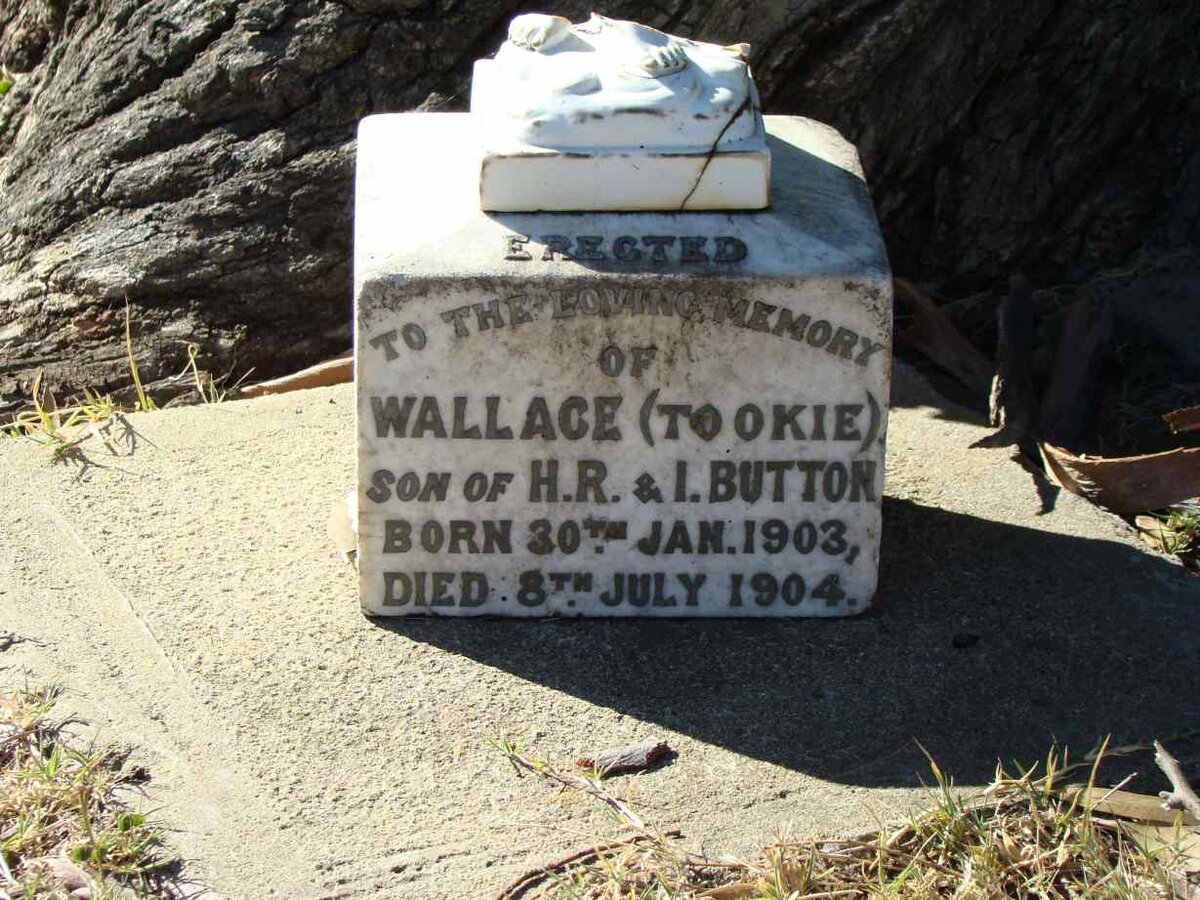 ERECTED
TO THE LOVING MEMORY
OF
WALLACE (TOOKIE)
SON OF H.R. & I. BUTTON
BORN 30TH. JAN. 1903,
DIED 8TH. JULY 1904.